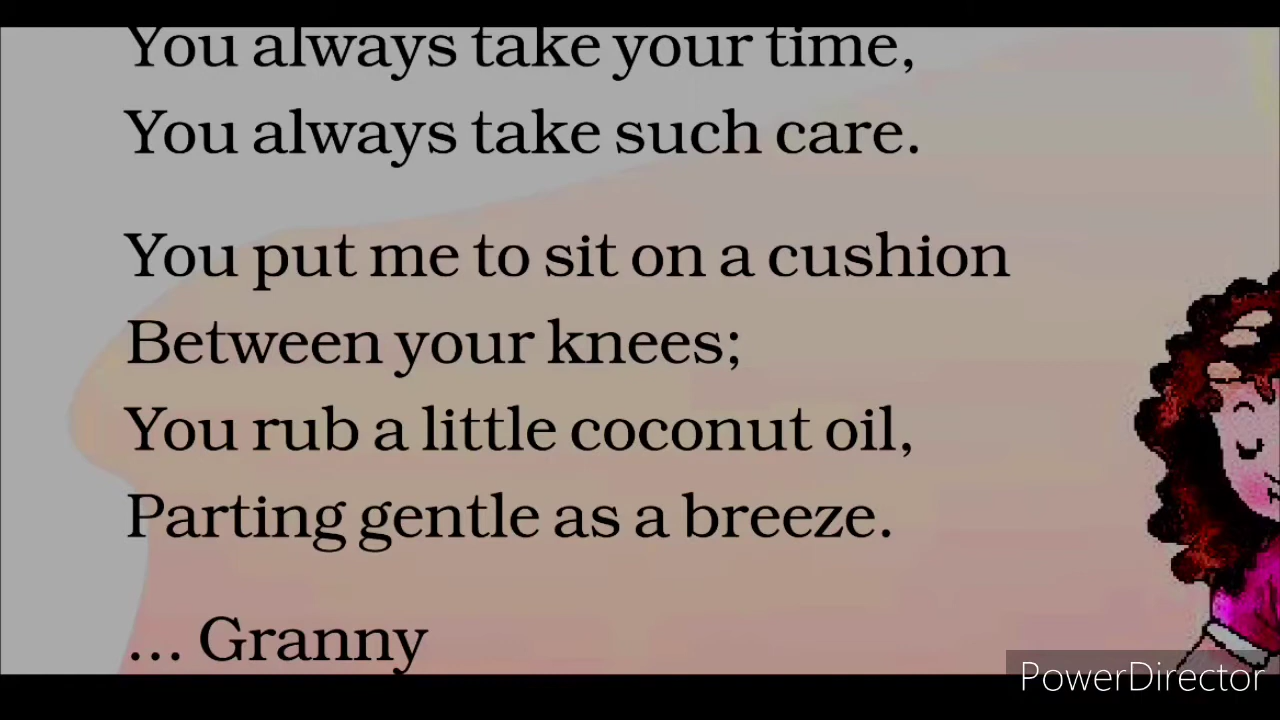 You always take your time,
You always take such care.
You put me to sit on a cushion
Between your knees;
You rub a little coconut oil,
Parting gentle as a breeze.
... Granny
PowerDirector